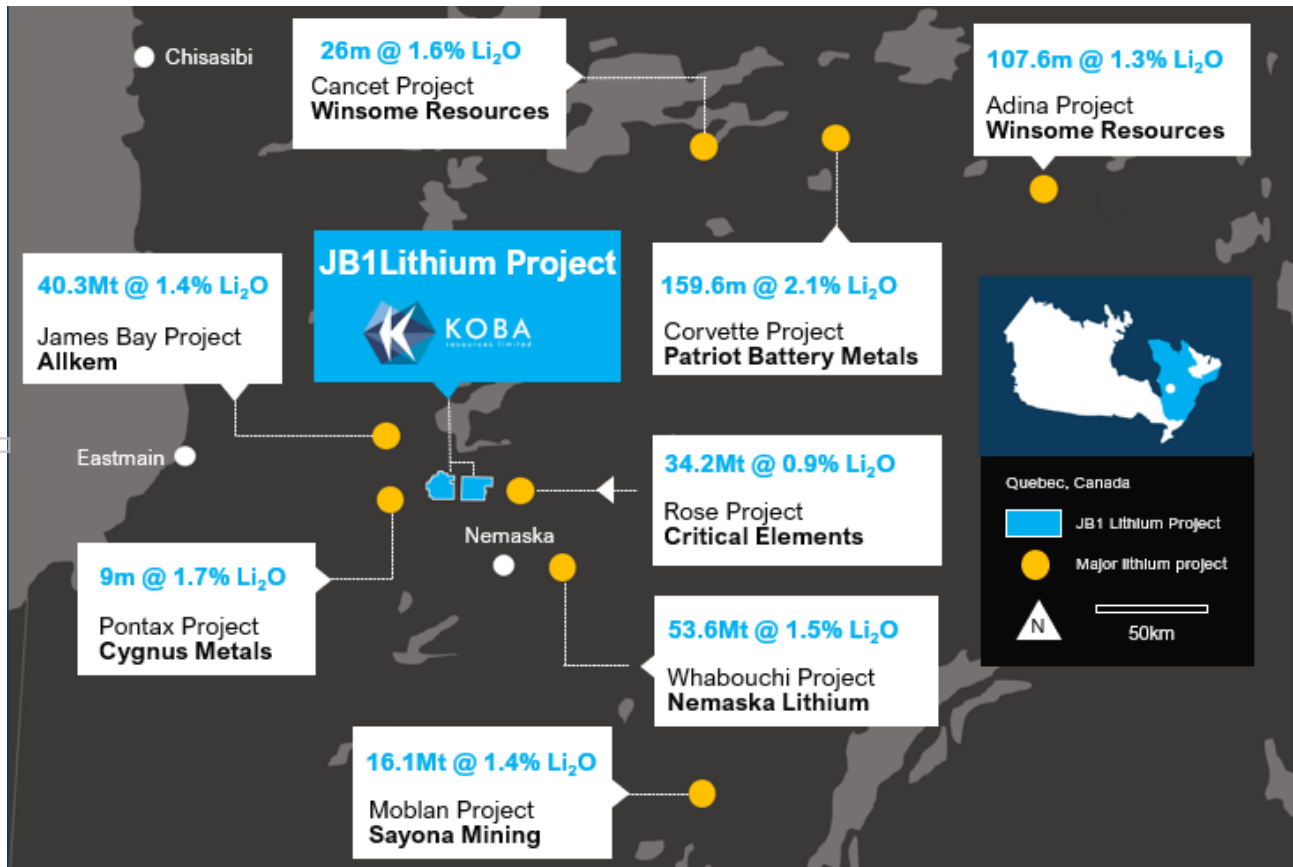 Chisasibi
26m @ 1.6% Li₂O
Cancet Project
Winsome Resources
107.6m @ 1.3% Li₂O
Adina Project
Winsome Resources
JB1Lithium Project
KOBA
resources limited
40.3Mt @ 1.4% Li₂O
James Bay Project
Allkem
159.6m @ 2.1% Li₂O
Corvette Project
Patriot Battery Metals
Eastmain
34.2Mt @ 0.9% Li₂O
Rose Project
Critical Elements
Nemaska
9m @ 1.7% Li₂O
Pontax Project
Cygnus Metals
53.6Mt @ 1.5% Li₂O
Whabouchi Project
Nemaska Lithium
16.1Mt @ 1.4% Li₂O
Moblan Project
Sayona Mining
Quebec, Canada
JB1 Lithium Project
Major lithium project
N
50km